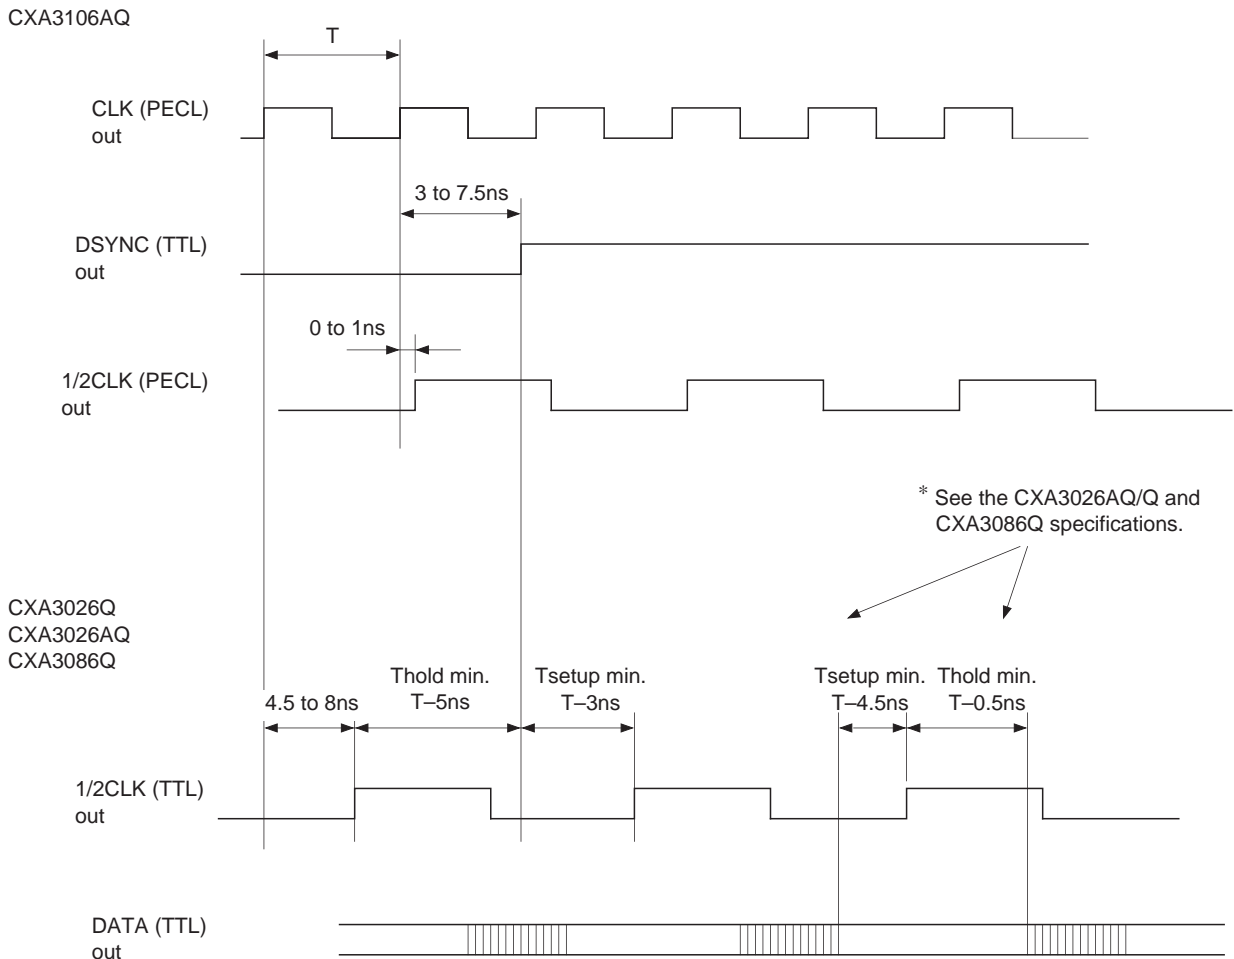 CXA3106AQ
T
CLK (PECL)
out
3 to 7.5ns
DSYNC (TTL)
out
0 to 1ns
1/2CLK (PECL)
out
* See the CXA3026AQ/Q and
CXA3086Q specifications.
CXA3026Q
CXA3026AQ
CXA3086Q
4.5 to 8ns
Thold min.
T–5ns
Tsetup min.
T–3ns
Tsetup min.
T–4.5ns
Thold min.
T–0.5ns
1/2CLK (TTL)
out
DATA (TTL)
out